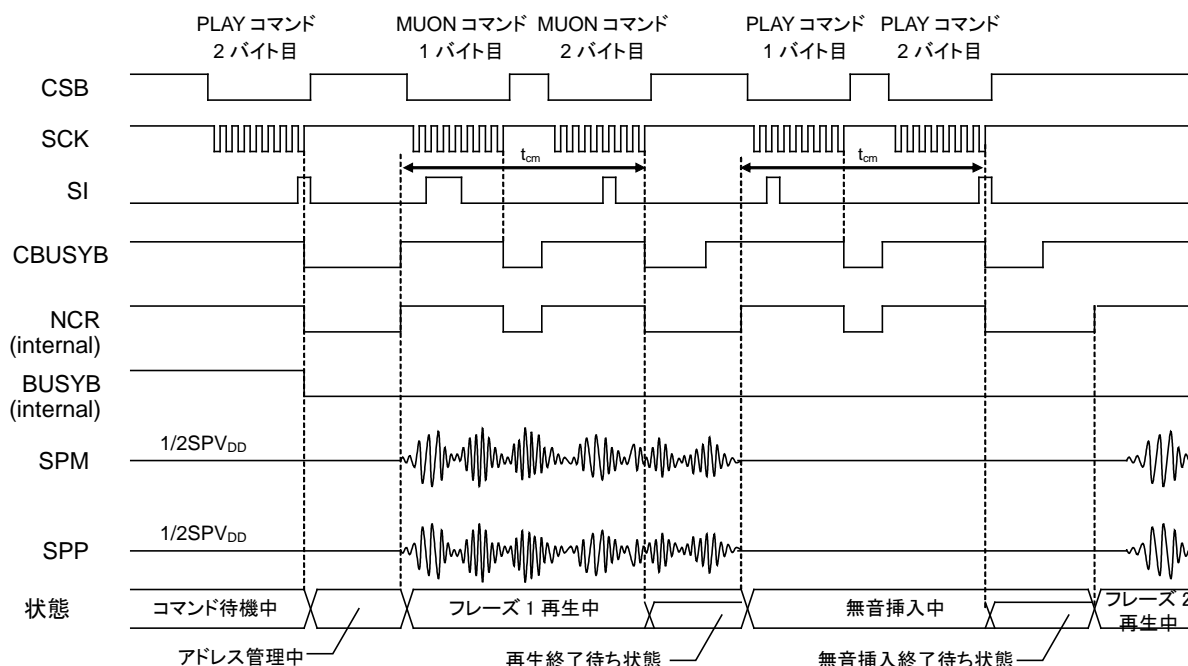 PLAY コマンド
2 バイト目
MUON コマンド
1 バイト目
MUON コマンド
2 バイト目
PLAY コマンド
1 バイト目
PLAY コマンド
2 バイト目
CSB
SCK
tcm
tcm
SI
CBUSYB
NCR
(internal)
BUSYB
(internal)
1/2SPVDD
SPM
1/2SPVDD
SPP
状態
コマンド待機中
フレーズ 1 再生中
無音挿入中
フレーズ 2
再生中
アドレス管理中
再生終了待ち状態
無音挿入終了待ち状態